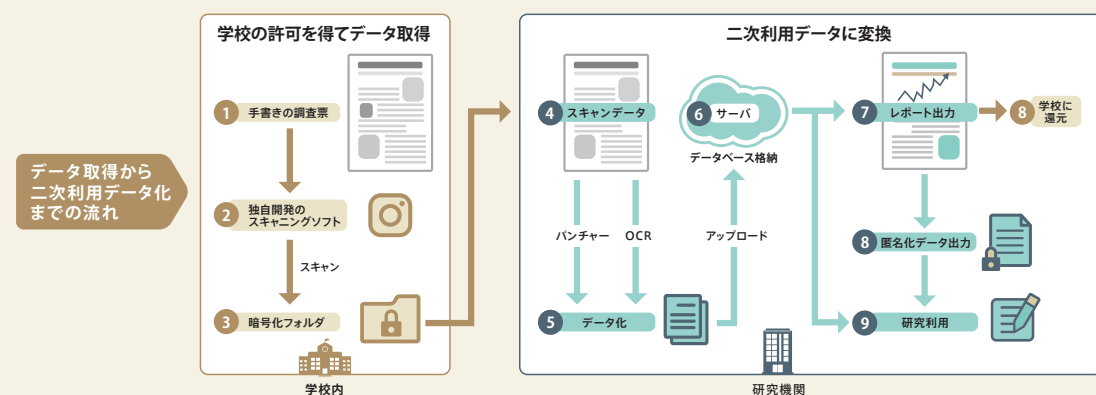 データ取得から
二次利用データ化
までの流れ
学校の許可を得てデータ取得
1 手書きの調査票
2 独自開発の
スキャニングソフト
スキャン
3 暗号化フォルダ
学校内
二次利用データに変換
4 スキャンデータ
パンチャー
OCR
5 データ化
アップロード
6 サーバ
データベース格納
7 レポート出力
8 学校に
還元
8 匿名化データ出力
9 研究利用
研究機関